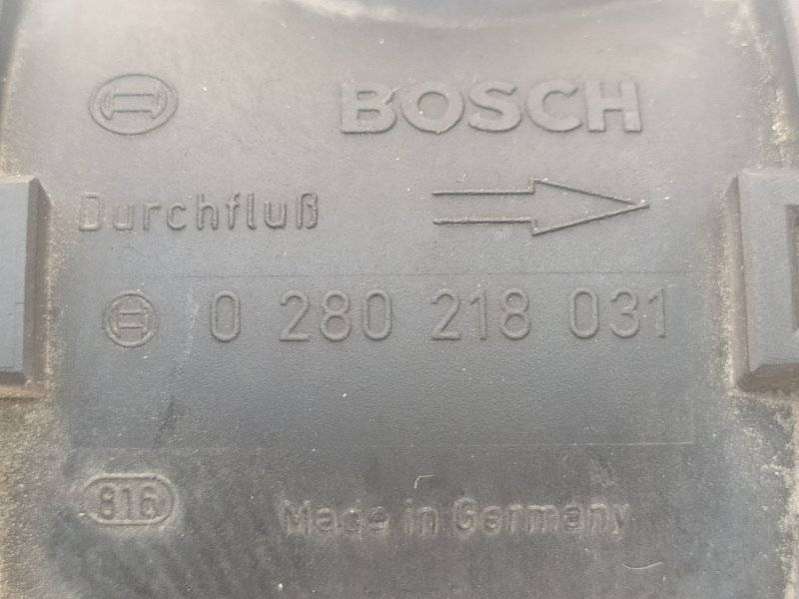 BOSCH
Durchfluß
0 280 218 031
816
Made in Germany